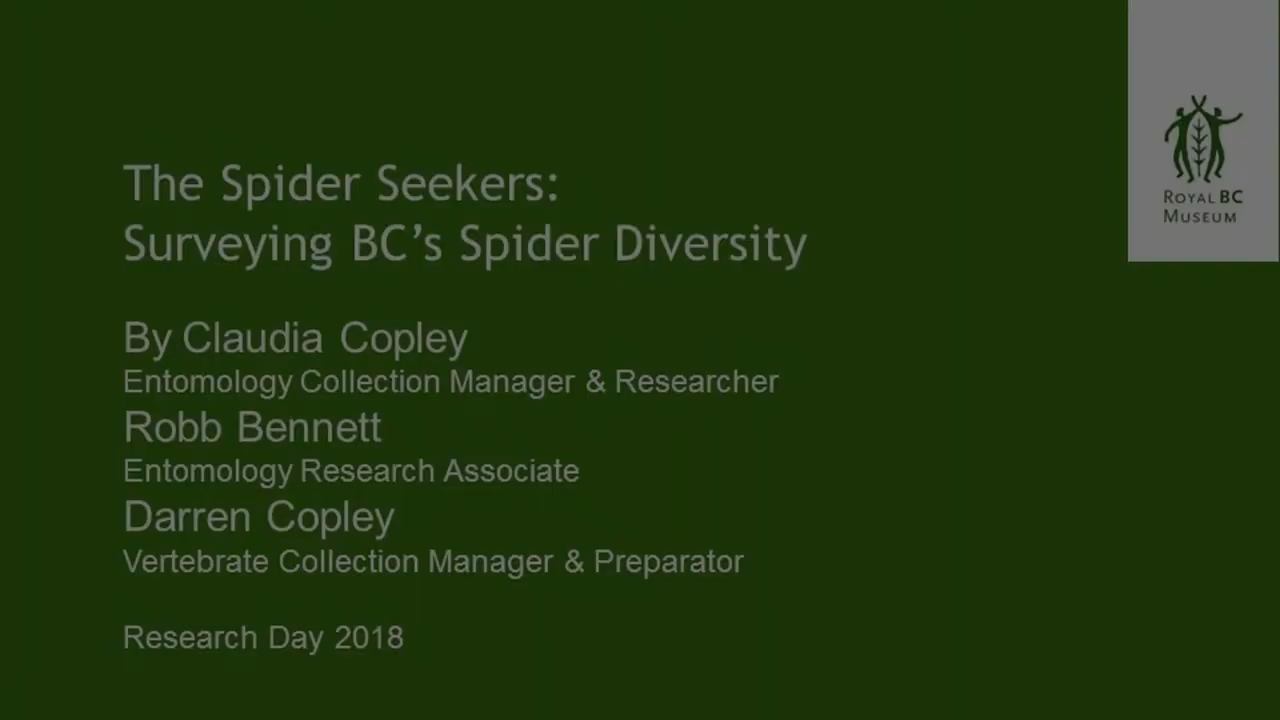 The Spider Seekers:
Surveying BC's Spider Diversity
By Claudia Copley
Entomology Collection Manager & Researcher
Robb Bennett
Entomology Research Associate
Darren Copley
Vertebrate Collection Manager & Preparator
Research Day 2018
ROYAL BC
MUSEUM